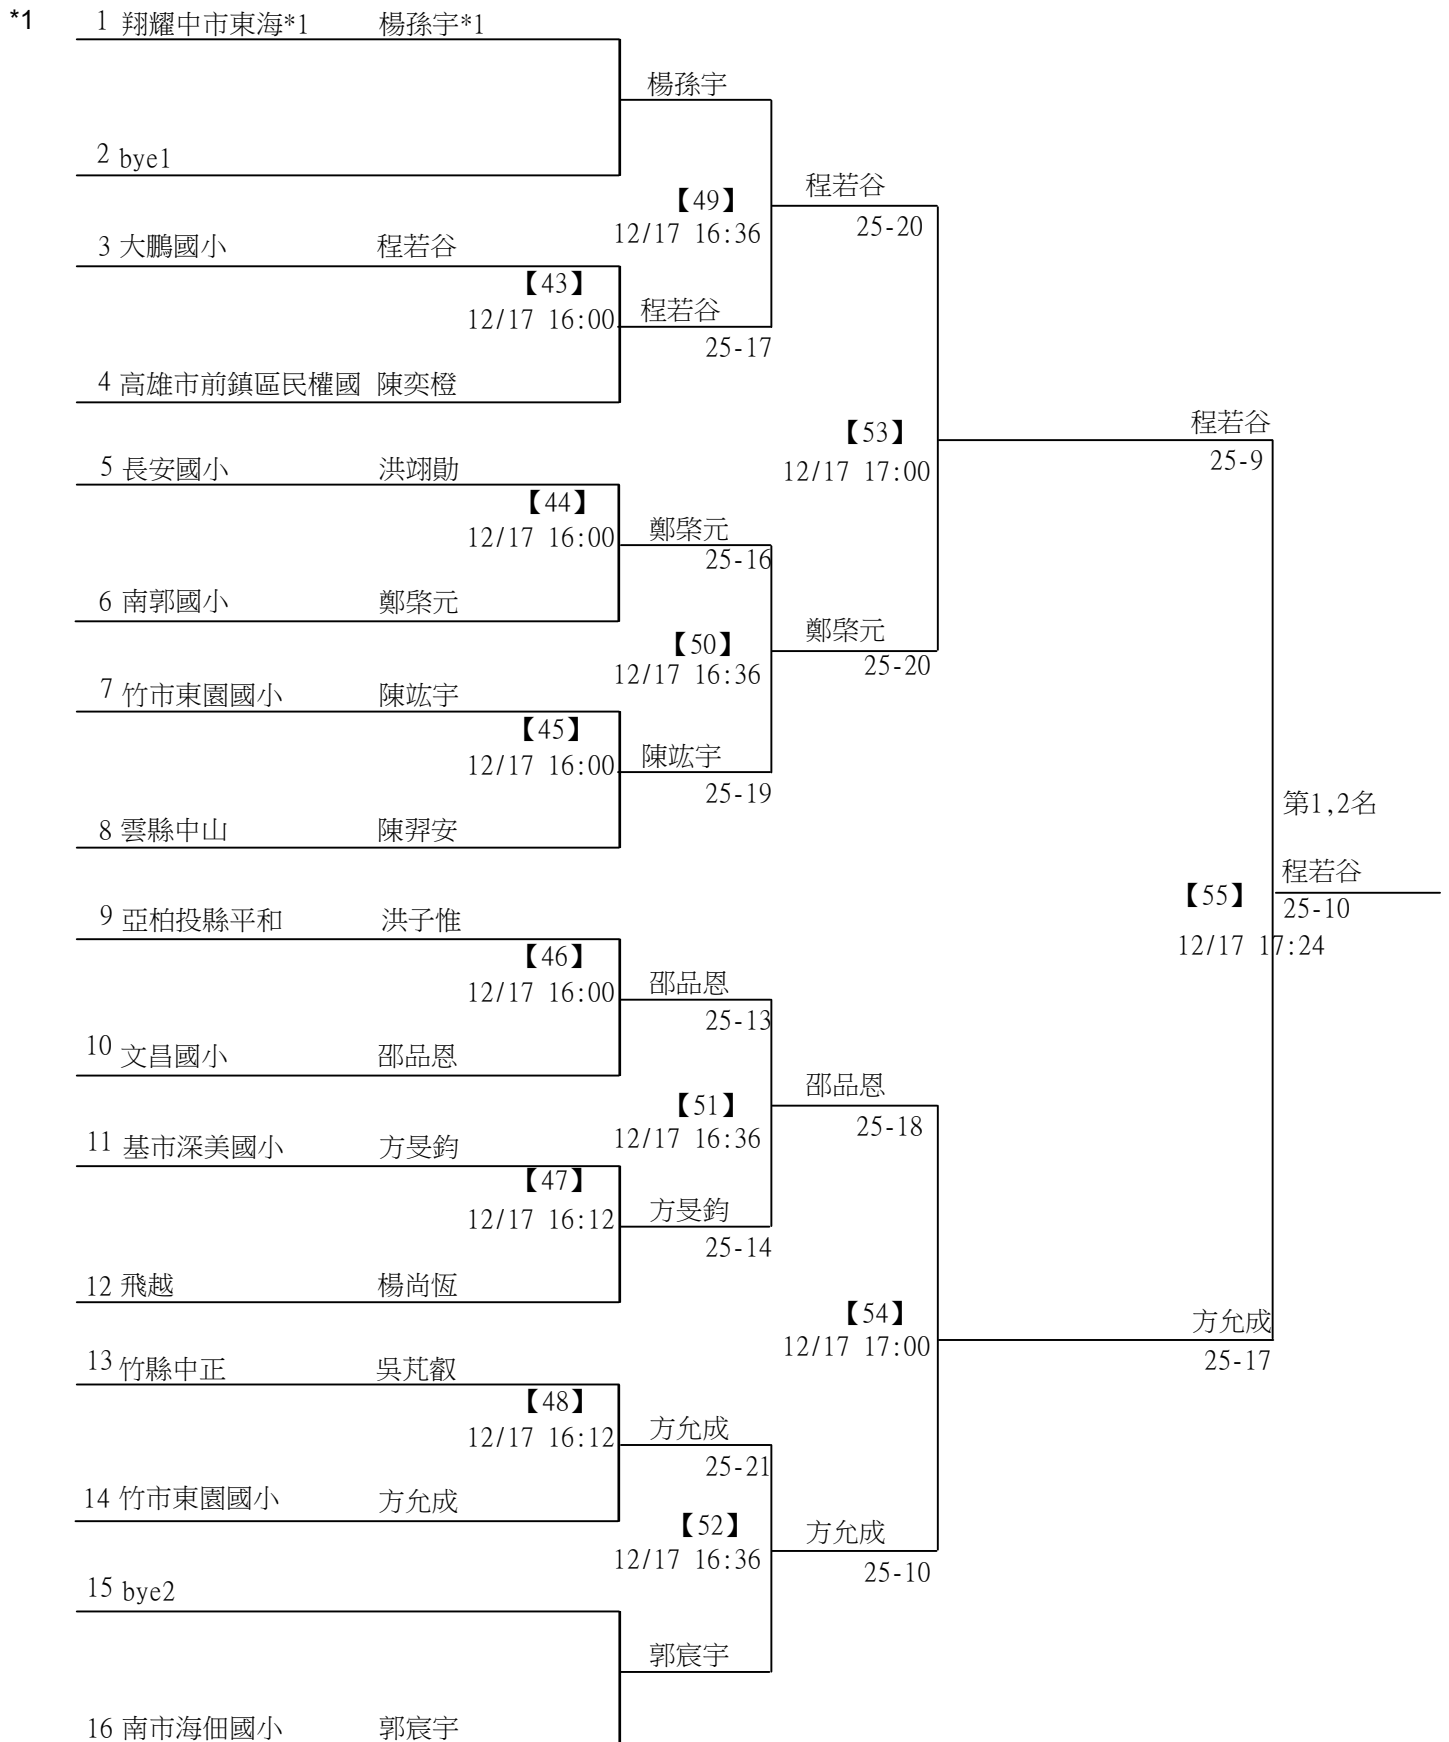 *1
1 翔耀中市東海*1 楊孫宇*1
楊孫宇
2 bye1
程若谷
【49】
25-20
12/17 16:36
3 大鵬國小 程若谷
【43】
程若谷
12/17 16:00
25-17
4 高雄市前鎮區民權國 陳奕橙
程若谷
【53】
25-9
12/17 17:00
5 長安國小 洪翊勛
【44】
鄭棨元
12/17 16:00
25-16
6 南郭國小 鄭棨元
鄭棨元
【50】
25-20
12/17 16:36
7 竹市東園國小 陳竑宇
【45】
陳竑宇
12/17 16:00
25-19
第1,2名
8 雲縣中山 陳羿安
程若谷
【55】
25-10
12/17 17:24
9 亞柏投縣平和 洪子惟
【46】
邵品恩
12/17 16:00
25-13
10 文昌國小 邵品恩
邵品恩
【51】
25-18
12/17 16:36
11 基市深美國小 方旻鈞
【47】
方旻鈞
12/17 16:12
25-14
12 飛越 楊尚恆
【54】
方允成
12/17 17:00
25-17
13 竹縣中正 吳芃叡
【48】
方允成
12/17 16:12
25-21
14 竹市東園國小 方允成
【52】
方允成
12/17 16:36
25-10
15 bye2
郭宸宇
16 南市海佃國小 郭宸宇